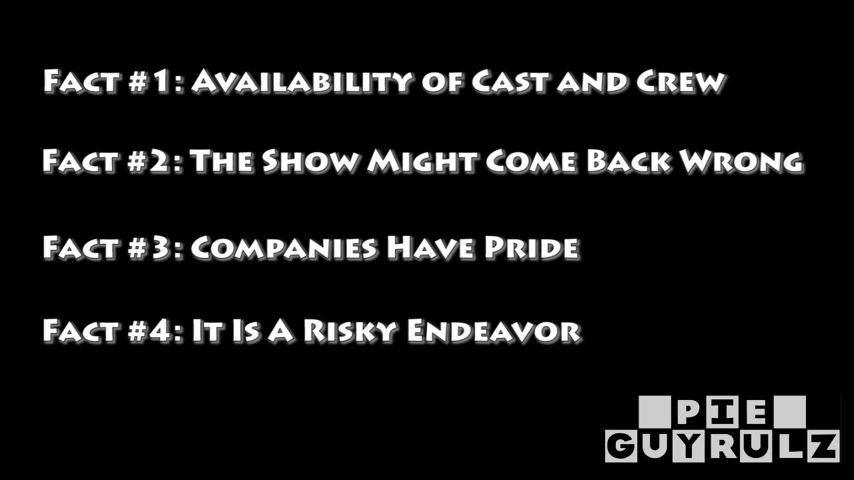 Fact #1: Availability of Cast and Crew
Fact #2: The Show Might Come Back Wrong
Fact #3: Companies Have Pride
Fact #4: It Is A Risky Endeavor
PIE
GUYRULZ